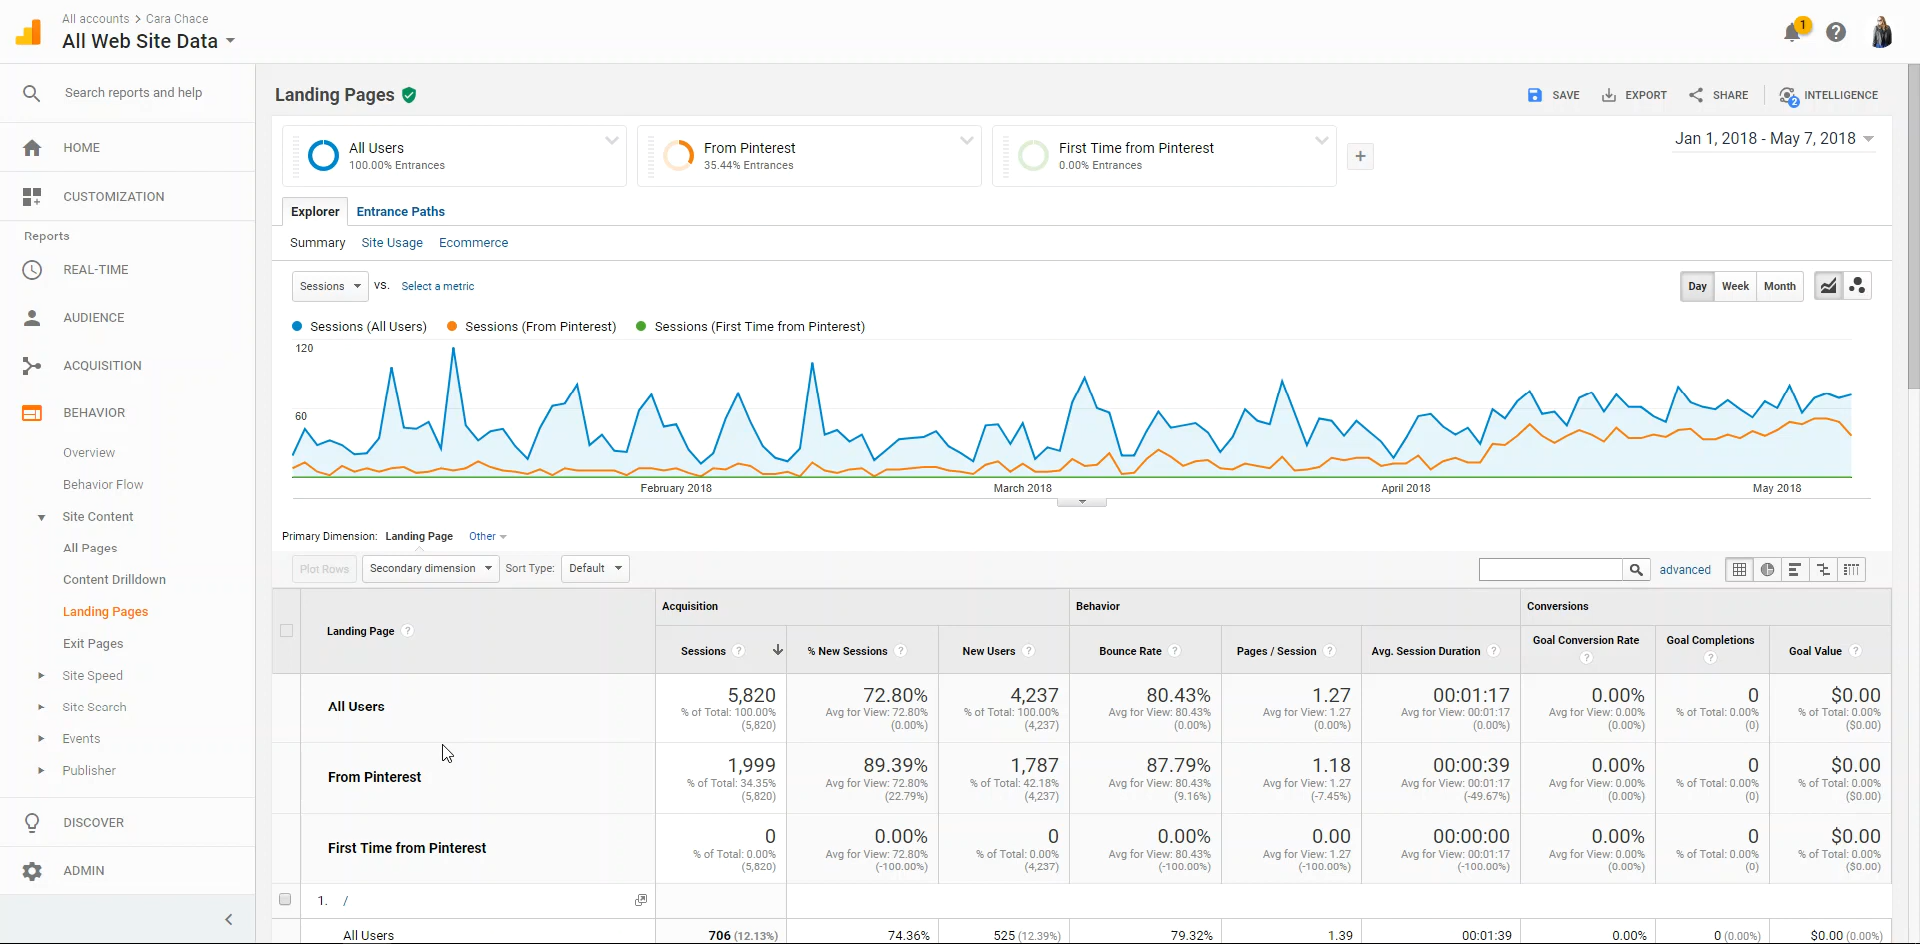 All accounts > Cara Chace
All Web Site Data
1
Search reports and help
HOME
CUSTOMIZATION
Reports
REAL-TIME
AUDIENCE
ACQUISITION
BEHAVIOR
Overview
Behavior Flow
Site Content
All Pages
Content Drilldown
Landing Pages
Exit Pages
Site Speed
Site Search
Events
Publisher
DISCOVER
ADMIN
Landing Pages
SAVE EXPORT SHARE 2 INTELLIGENCE
All Users
100.00% Entrances
From Pinterest
35.44% Entrances
First Time from Pinterest
0.00% Entrances
+
Jan 1, 2018 - May 7, 2018
Explorer Entrance Paths
Summary Site Usage Ecommerce
Sessions VS. Select a metric
Day Week Month
Sessions (All Users) Sessions (From Pinterest) Sessions (First Time from Pinterest)
120
60
February 2018 March 2018 April 2018 May 2018
Primary Dimension: Landing Page Other
Plot Rows Secondary dimension Sort Type: Default advanced
Acquisition Behavior Conversions
Landing Page ?
Sessions ? % New Sessions ? New Users ? Bounce Rate ? Pages / Session ? Avg. Session Duration ? Goal Conversion Rate ? Goal Completions ? Goal Value ?
All Users
5,820 72.80% 4,237 80.43% 1.27 00:01:17 0.00% 0 $0.00
% of Total: 100.00% Avg for View: 72.80% % of Total: 100.00% Avg for View: 80.43% Avg for View: 1.27 Avg for View: 00:01:17 Avg for View: 0.00% % of Total: 0.00% % of Total: 0.00%
(5,820) (0.00%) (4,237) (0.00%) (0.00%) (0.00%) (0.00%) (0) ($0.00)
From Pinterest
1,999 89.39% 1,787 87.79% 1.18 00:00:39 0.00% 0 $0.00
% of Total: 34.35% Avg for View: 72.80% % of Total: 42.18% Avg for View: 80.43% Avg for View: 1.27 Avg for View: 00:01:17 Avg for View: 0.00% % of Total: 0.00% % of Total: 0.00%
(5,820) (22.79%) (4,237) (9.16%) (-7.45%) (-49.67%) (0.00%) (0) ($0.00)
First Time from Pinterest
0 0.00% 0 0.00% 0.00 00:00:00 0.00% 0 $0.00
% of Total: 0.00% Avg for View: 72.80% % of Total: 0.00% Avg for View: 80.43% Avg for View: 1.27 Avg for View: 00:01:17 Avg for View: 0.00% % of Total: 0.00% % of Total: 0.00%
(5,820) (-100.00%) (4,237) (-100.00%) (-100.00%) (-100.00%) (0.00%) (0) ($0.00)
1. /
All Users 706 (12.13%) 74.36% 525 (12.39%) 79.32% 1.39 00:01:39 0.00% 0 (0.00%) $0.00 (0.00%)